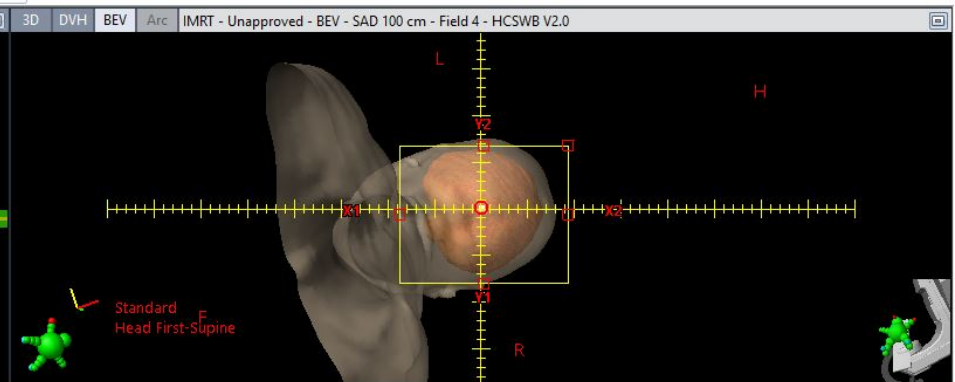 3D DVH BEV Arc IMRT - Unapproved - BEV - SAD 100 cm - Field 4 - HCSWB V2.0
L
H
Y2
X1 X2
Y1
Standard
F
Head First-Supine
R